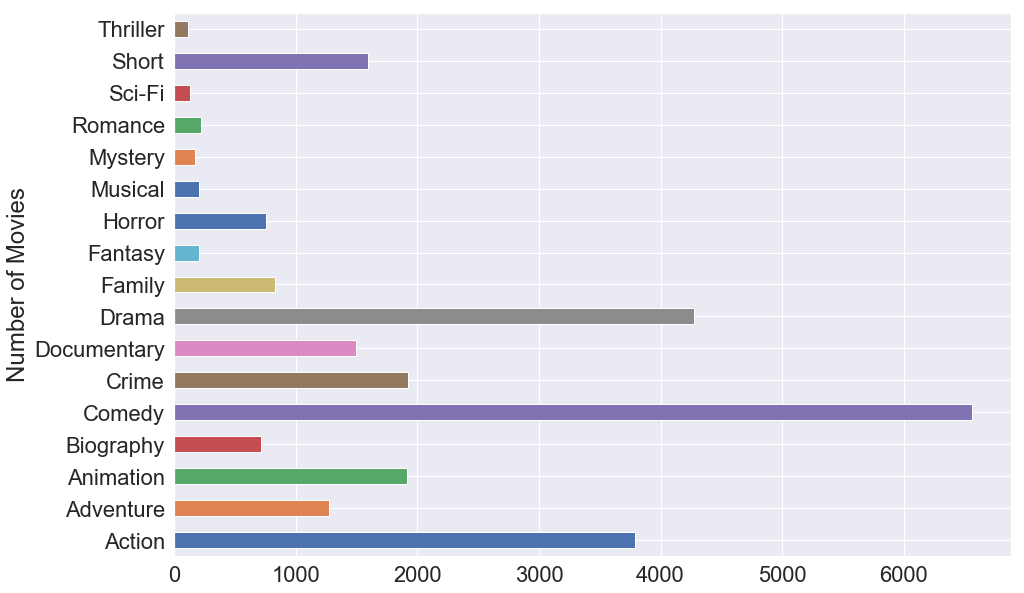 Number of Movies
Thriller
Short
Sci-Fi
Romance
Mystery
Musical
Horror
Fantasy
Family
Drama
Documentary
Crime
Comedy
Biography
Animation
Adventure
Action
0 1000 2000 3000 4000 5000 6000